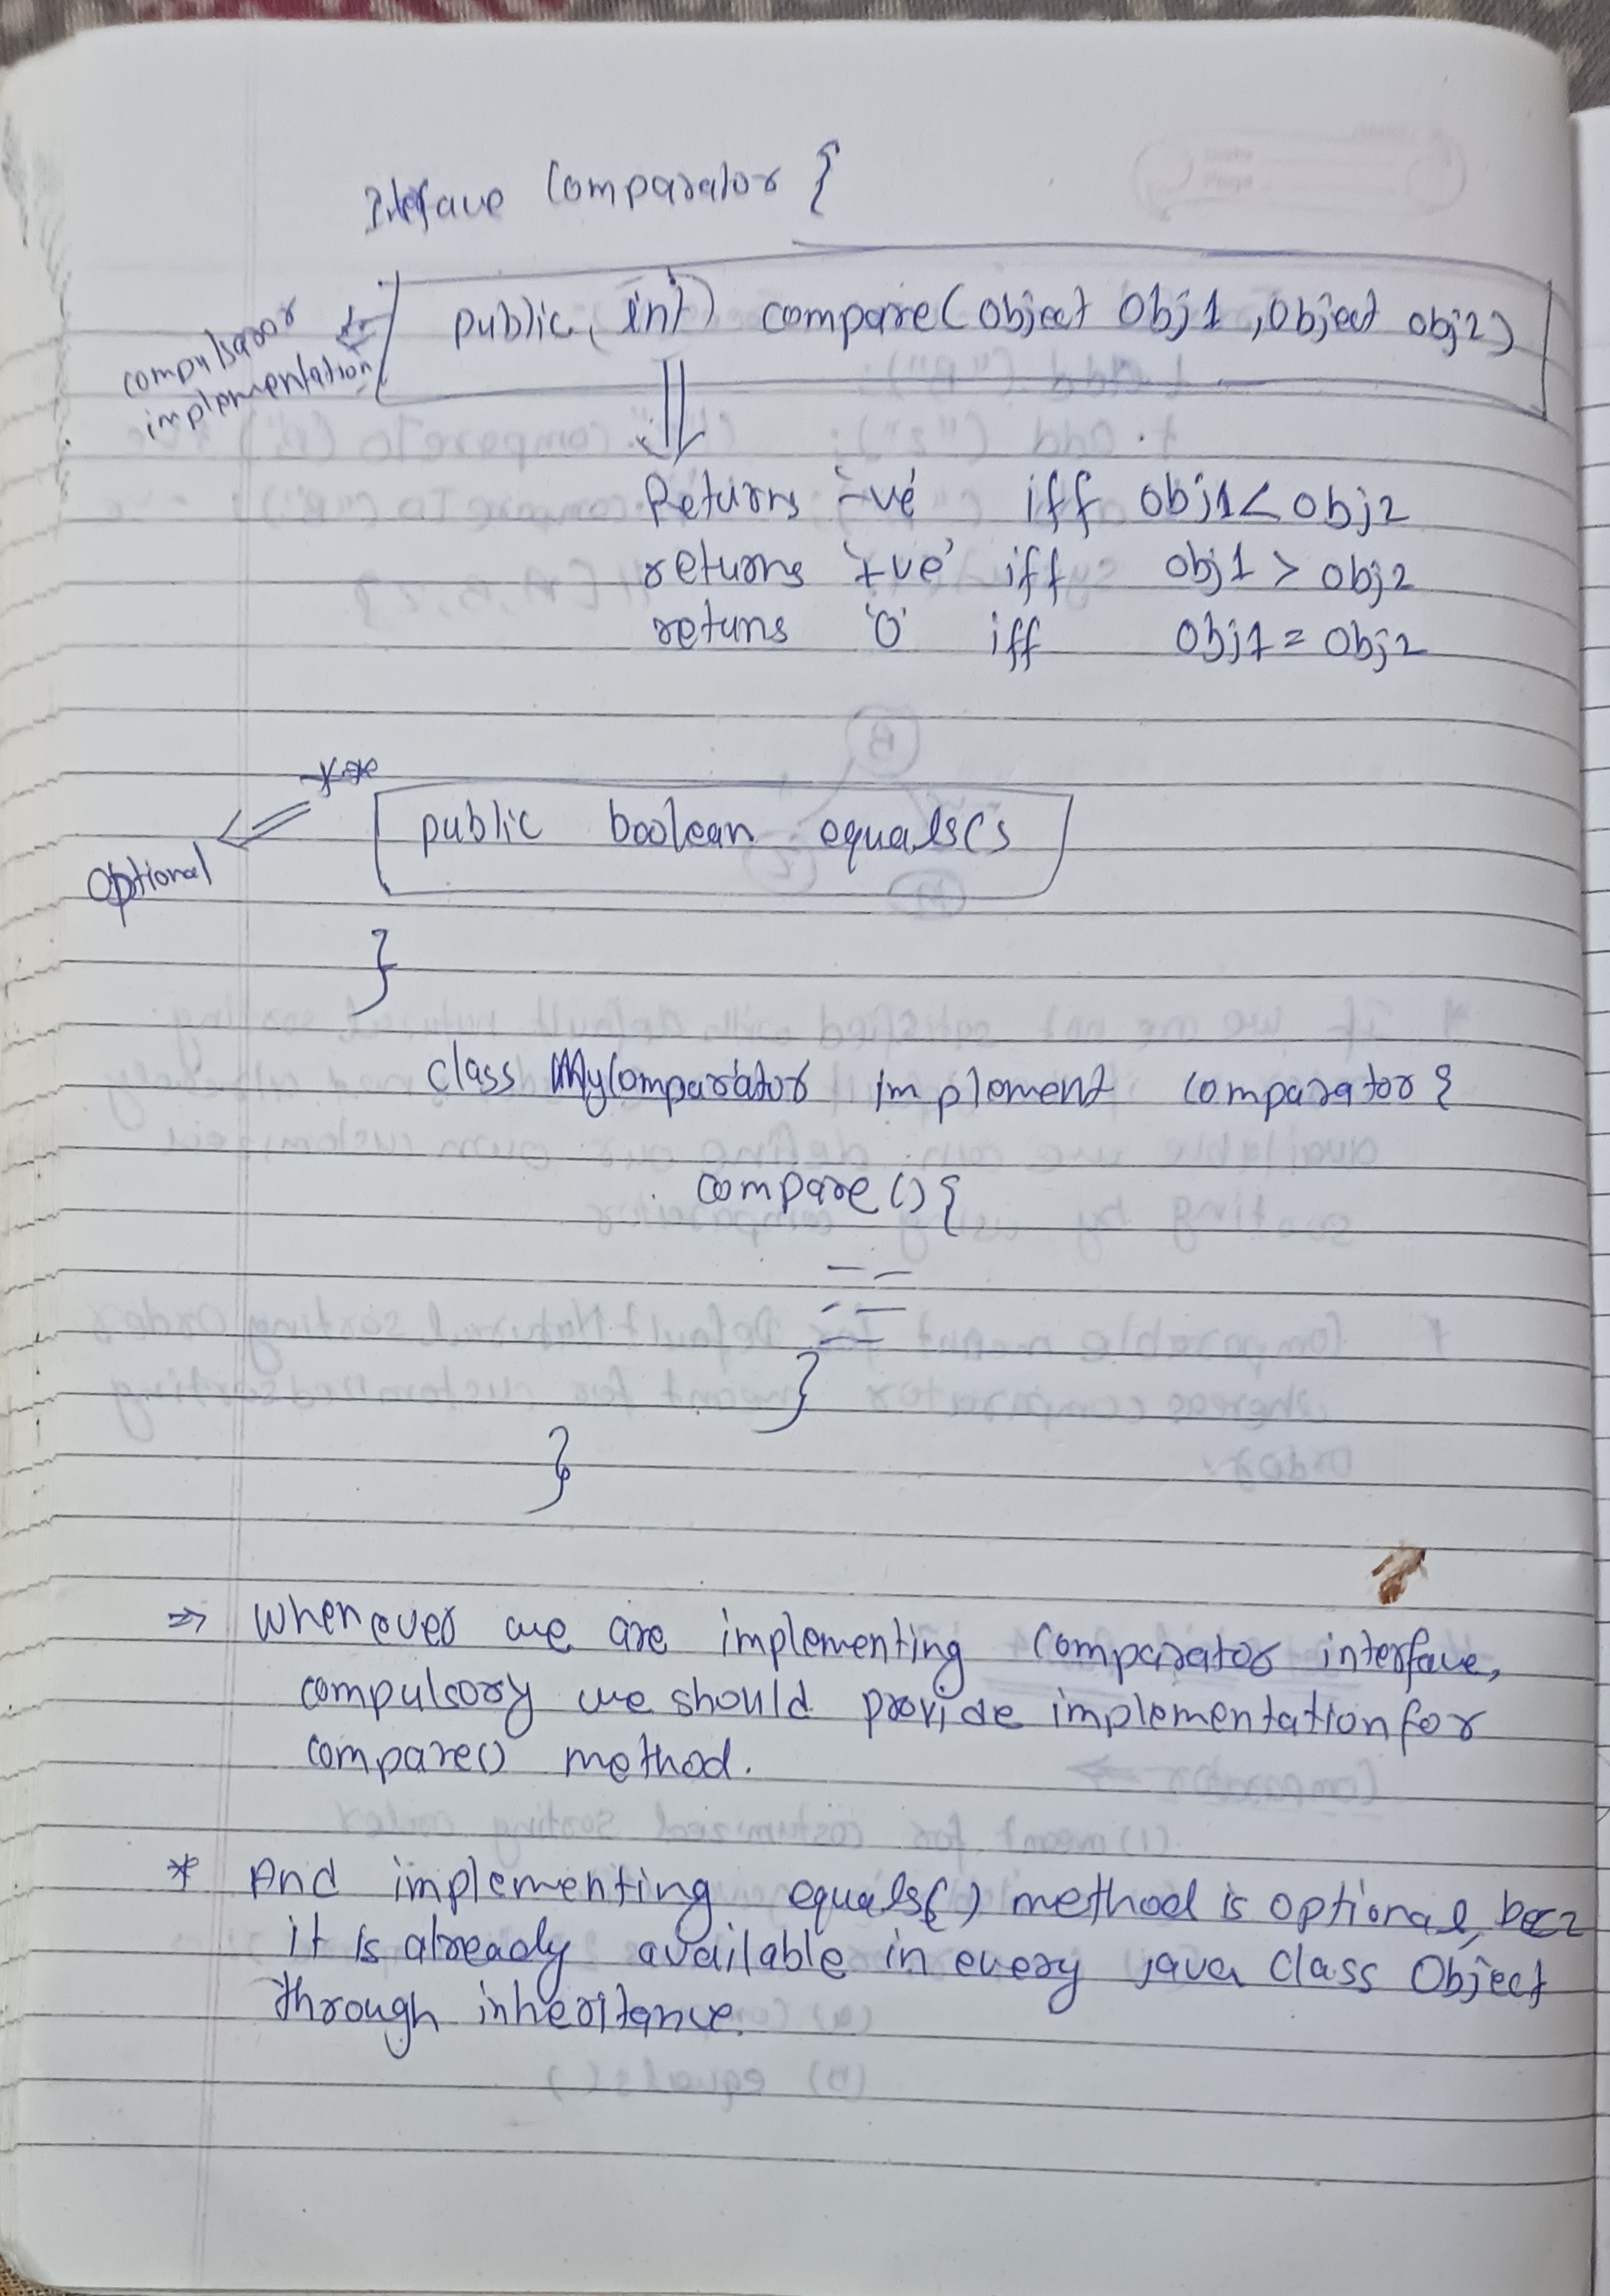 Interface Comparator {
public int compare(Object Obj1, Object obj2)
compulsaror
implementation
Returns '-ve' iff obj1 < obj2
returns '+ve' iff obj1 > obj2
retuns '0' iff obj1 = obj2
***
public boolean equals()
Optional
}
class MyComparator implement comparator {
compare() {
}
}
⇒ Whenever we are implementing Comparator interface,
compulsory we should provide implementation for
compare() method.
* And implementing equals() method is optional, becz
it is already available in every java class Object
through inheritance.